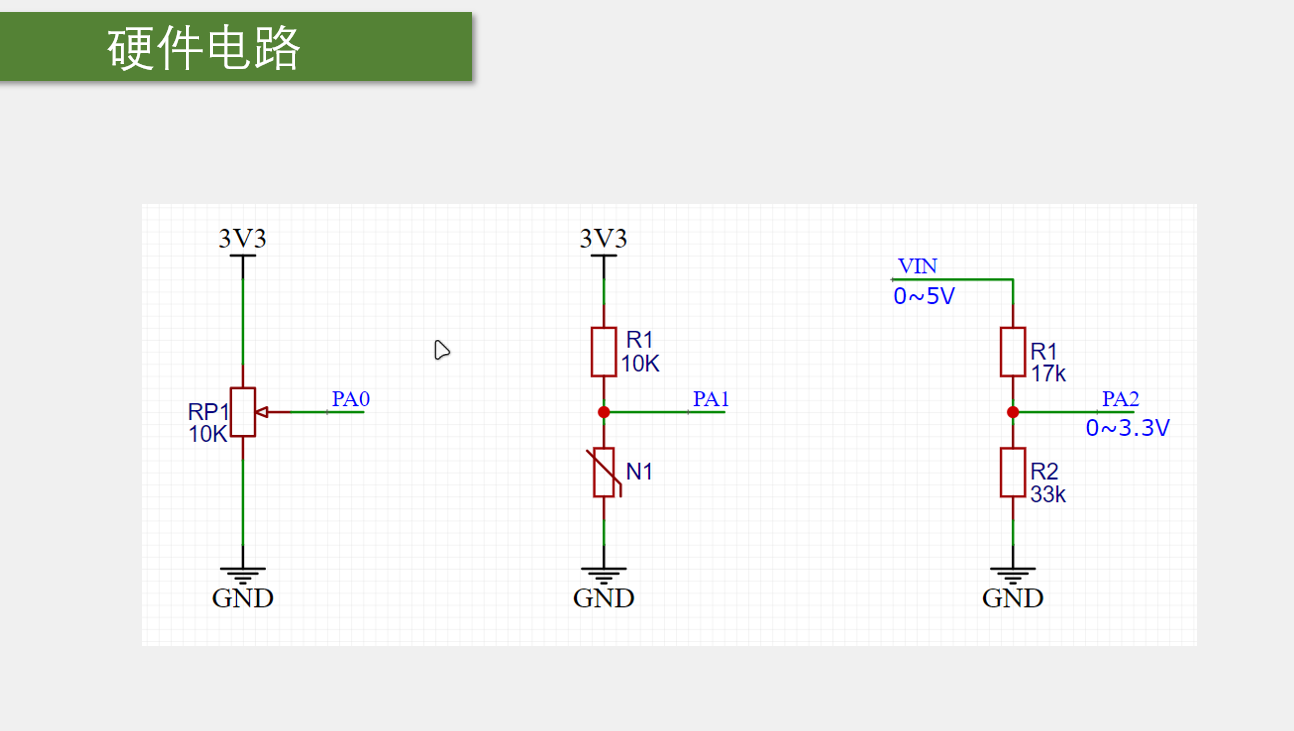 硬件电路
3V3
RP1
10K
PA0
GND
3V3
R1
10K
PA1
N1
GND
VIN
0~5V
R1
17k
PA2
0~3.3V
R2
33k
GND